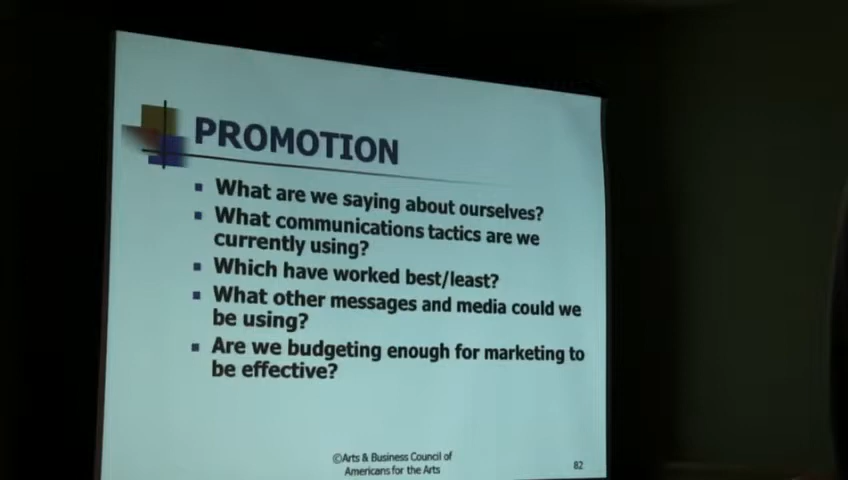 PROMOTION
▪ What are we saying about ourselves?
▪ What communications tactics are we
currently using?
▪ Which have worked best/least?
▪ What other messages and media could we
be using?
▪ Are we budgeting enough for marketing to
be effective?
©Arts & Business Council of
Americans for the Arts
82